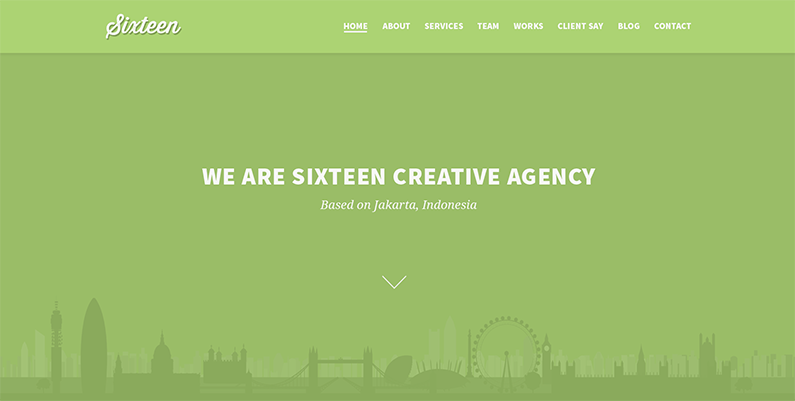 Sixteen
HOME ABOUT SERVICES TEAM WORKS CLIENT SAY BLOG CONTACT
WE ARE SIXTEEN CREATIVE AGENCY
Based on Jakarta, Indonesia